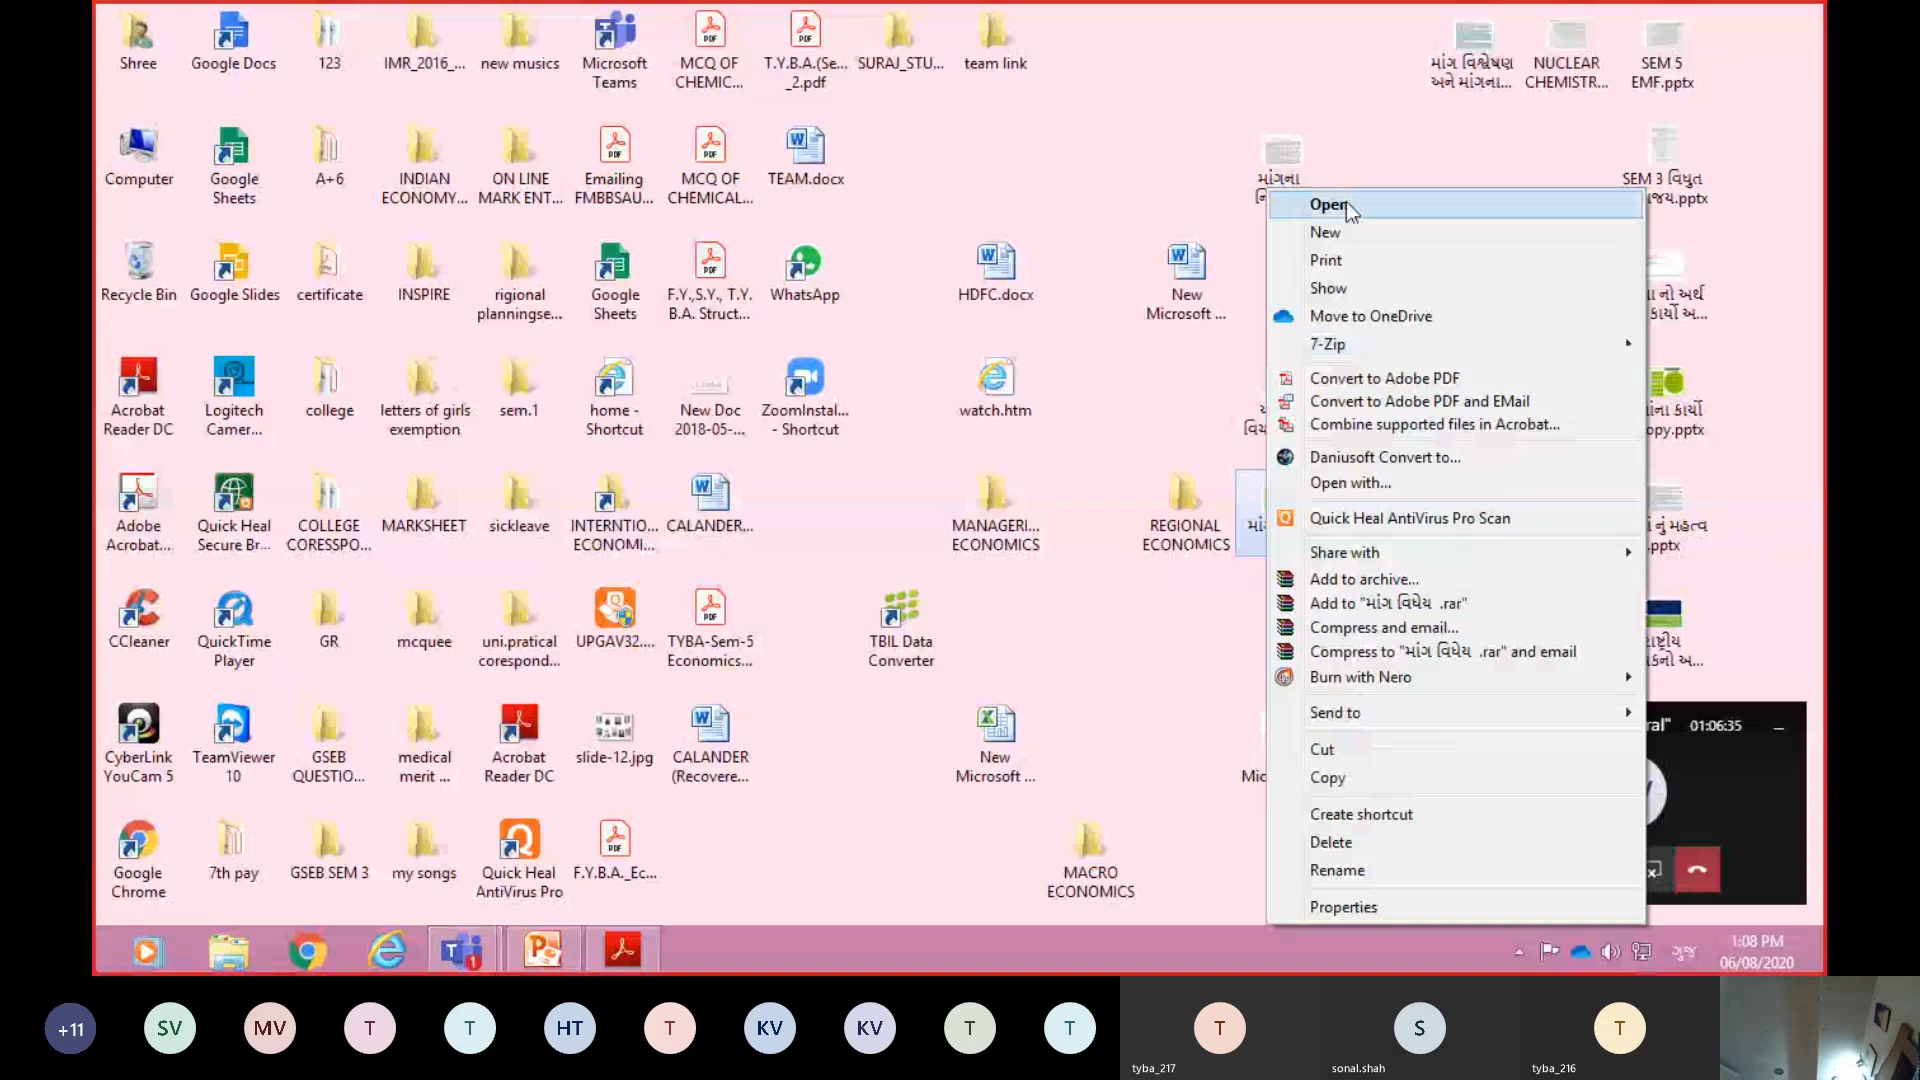 Shree
Google Docs
123
IMR_2016_...
new musics
Microsoft
Teams
MCQ OF
CHEMIC...
T.Y.B.A.(Se...
_2.pdf
SURAJ_STU...
team link
માંગ વિશ્લેષણ
અને માંગના...
NUCLEAR
CHEMISTR...
SEM 5
EMF.pptx
Computer
Google
Sheets
A+6
INDIAN
ECONOMY...
ON LINE
MARK ENT...
Emailing
FMBBSAU...
MCQ OF
CHEMICAL...
TEAM.docx
માંગના
SEM 3 વિધુત
Recycle Bin
Google Slides
certificate
INSPIRE
rigional
planningse...
Google
Sheets
F.Y.,S.Y., T.Y.
B.A. Struct...
WhatsApp
HDFC.docx
New
Microsoft ...
Acrobat
Reader DC
Logitech
Camer...
college
letters of girls
exemption
sem.1
home -
Shortcut
New Doc
2018-05-...
ZoomInstal...
- Shortcut
watch.htm
Adobe
Acrobat...
Quick Heal
Secure Br...
COLLEGE
CORESSPO...
MARKSHEET
sickleave
INTERNTIO...
ECONOMI...
CALANDER...
MANAGERI...
ECONOMICS
REGIONAL
ECONOMICS
નું મહત્વ
.pptx
CCleaner
QuickTime
Player
GR
mcquee
uni.pratical
corespond...
UPGAV32....
TYBA-Sem-5
Economics...
TBIL Data
Converter
CyberLink
YouCam 5
TeamViewer
10
GSEB
QUESTIO...
medical
merit ...
Acrobat
Reader DC
slide-12.jpg
CALANDER
(Recovere...
New
Microsoft ...
Google
Chrome
7th pay
GSEB SEM 3
my songs
Quick Heal
AntiVirus Pro
F.Y.B.A._Ec...
MACRO
ECONOMICS
Open
New
Print
Show
Move to OneDrive
7-Zip
Convert to Adobe PDF
Convert to Adobe PDF and EMail
Combine supported files in Acrobat...
Daniusoft Convert to...
Open with...
Quick Heal AntiVirus Pro Scan
Share with
Add to archive...
Add to "માંગ વિધેય .rar"
Compress and email...
Compress to "માંગ વિધેય .rar" and email
Burn with Nero
Send to
Cut
Copy
Create shortcut
Delete
Rename
Properties
ral" 01:06:35
ગુજ
1:08 PM
06/08/2020
+11
SV
MV
T
T
HT
T
KV
KV
T
T
T
S
T
tyba_217
sonal.shah
tyba_216